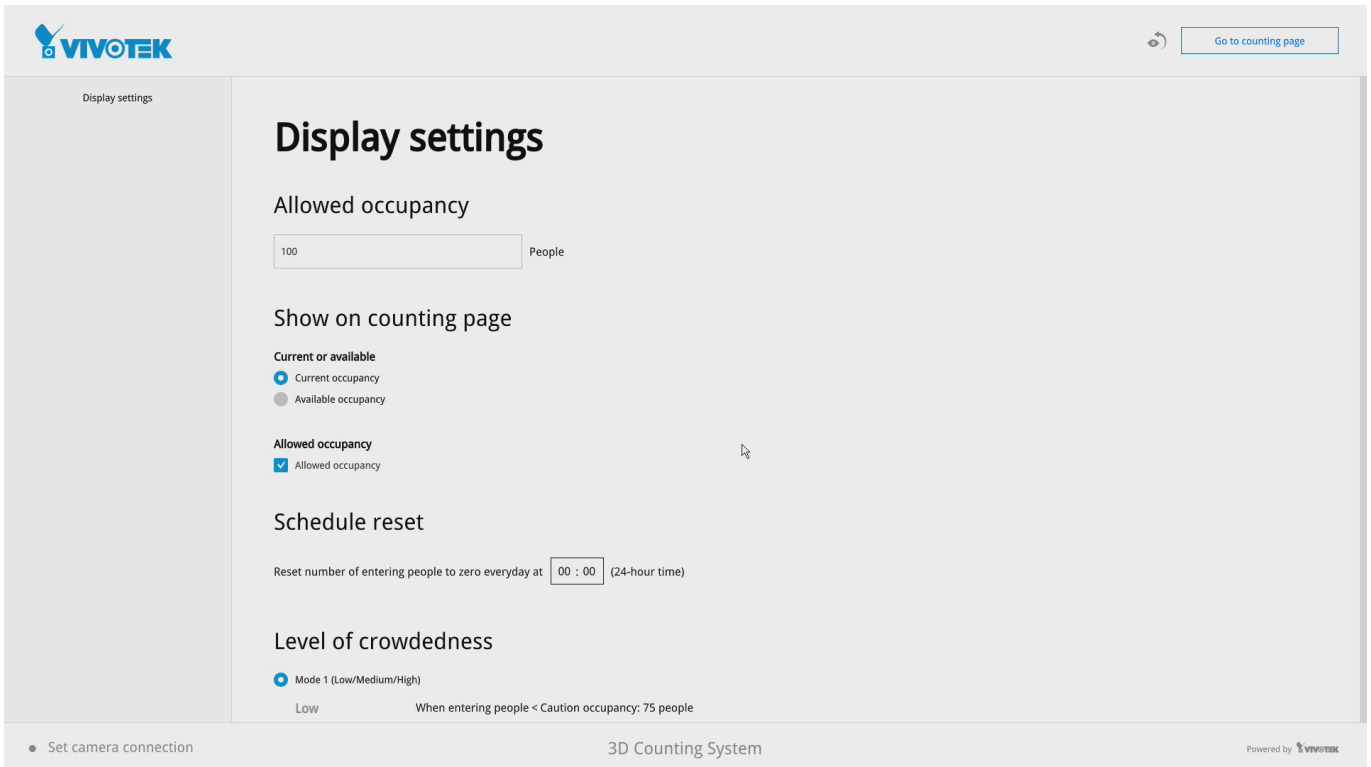 VIVOTEK
Go to counting page
Display settings
Display settings
Allowed occupancy
100 People
Show on counting page
Current or available
Current occupancy
Available occupancy
Allowed occupancy
Allowed occupancy
Schedule reset
Reset number of entering people to zero everyday at 00 : 00 (24-hour time)
Level of crowdedness
Mode 1 (Low/Medium/High)
Low When entering people < Caution occupancy: 75 people
Set camera connection
3D Counting System
Powered by VIVOTEK